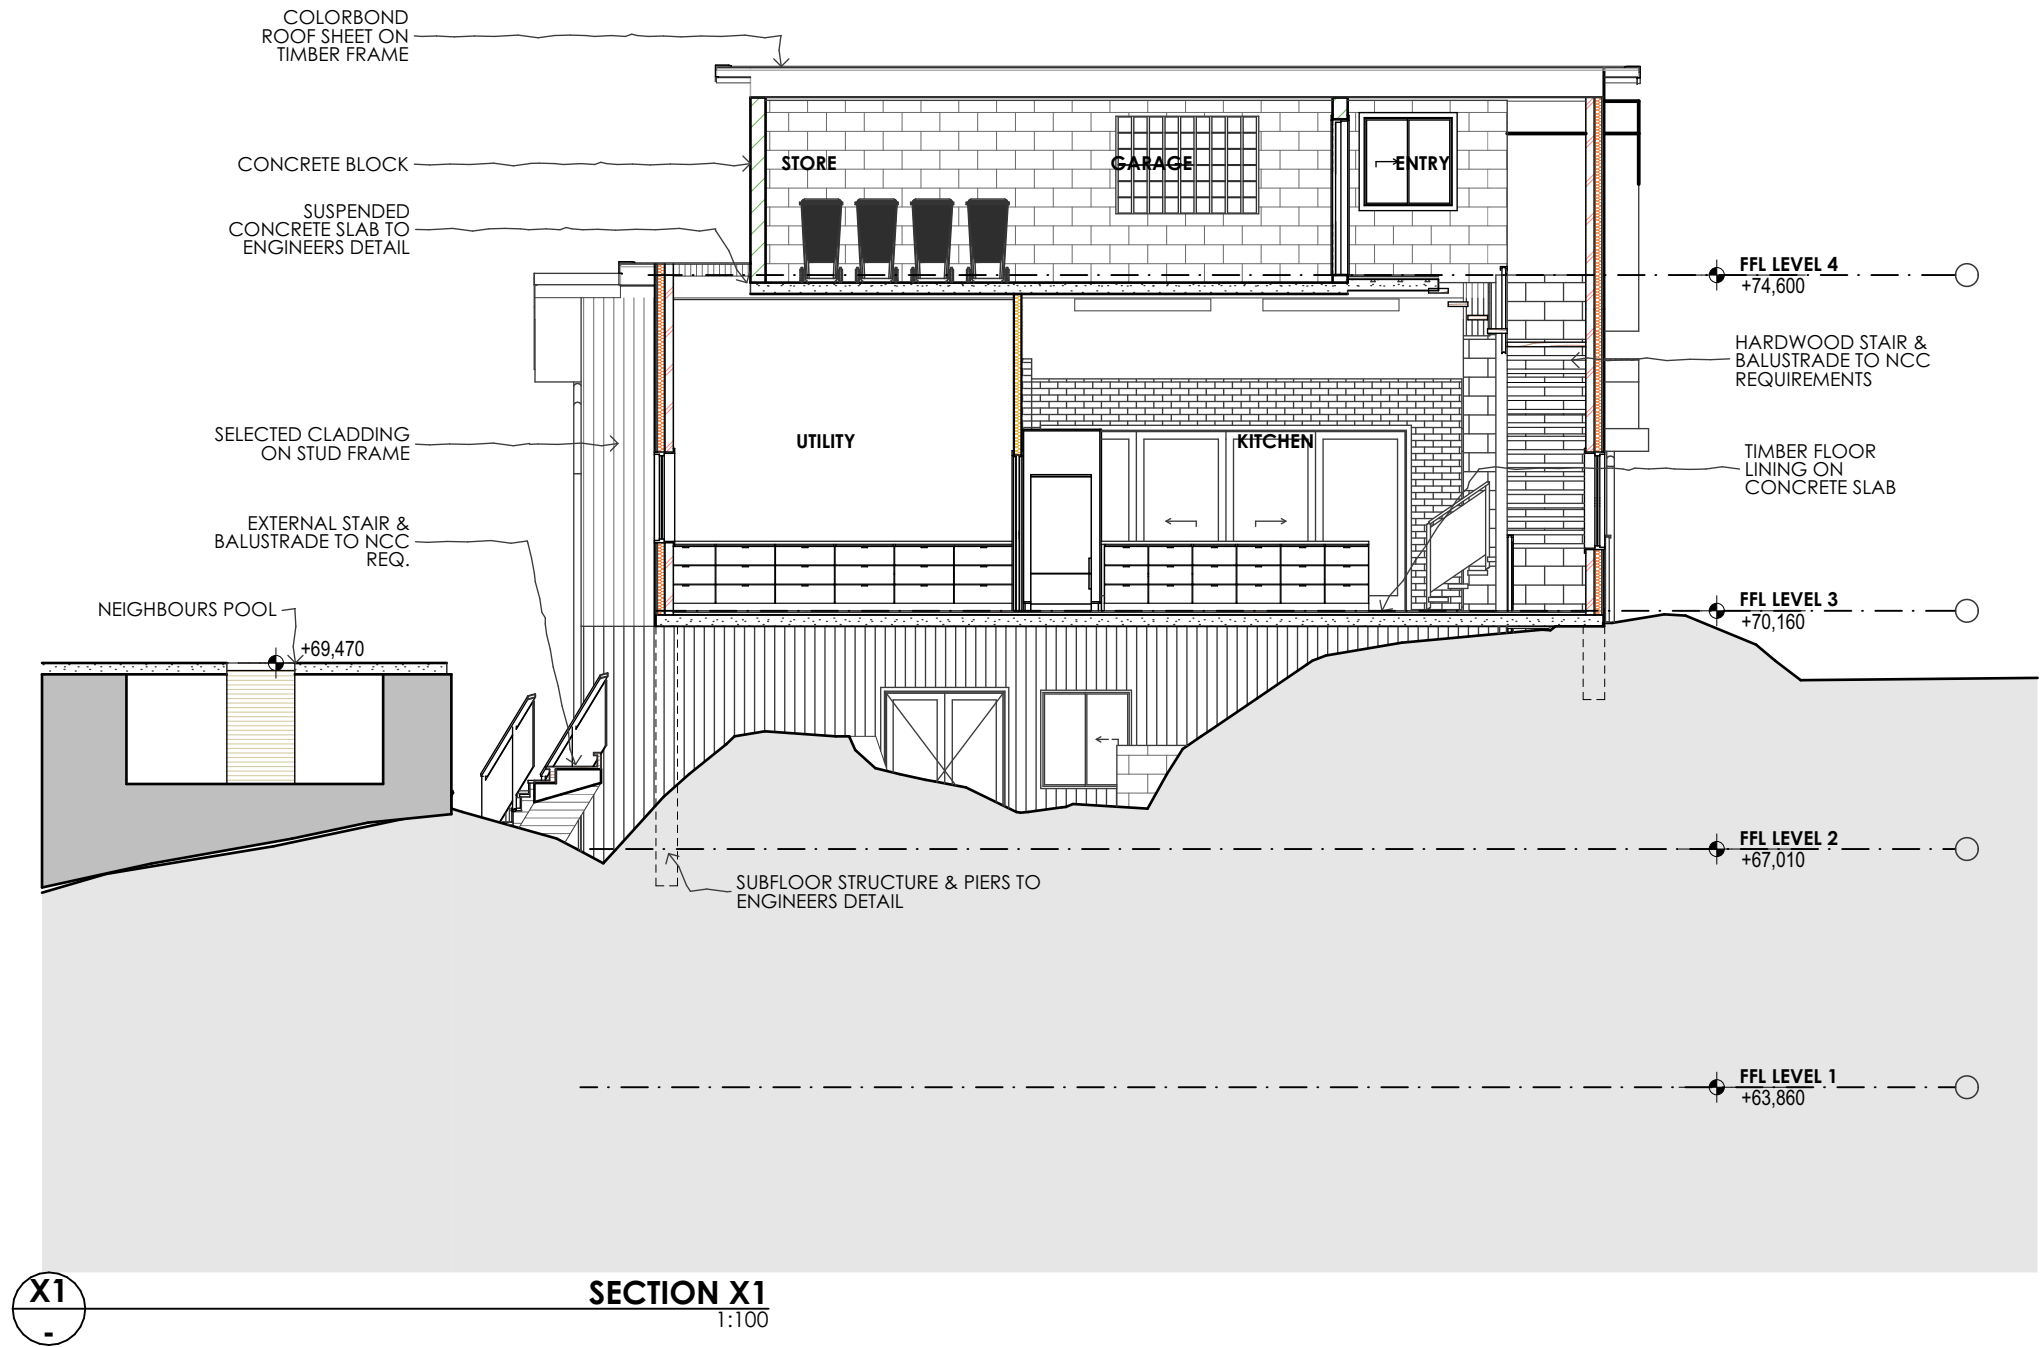 COLORBOND
ROOF SHEET ON
TIMBER FRAME
CONCRETE BLOCK
STORE
GARAGE
ENTRY
SUSPENDED
CONCRETE SLAB TO
ENGINEERS DETAIL
FFL LEVEL 4
+74,600
HARDWOOD STAIR &
BALUSTRADE TO NCC
REQUIREMENTS
SELECTED CLADDING
ON STUD FRAME
UTILITY
KITCHEN
TIMBER FLOOR
LINING ON
CONCRETE SLAB
EXTERNAL STAIR &
BALUSTRADE TO NCC
REQ.
NEIGHBOURS POOL
+69,470
FFL LEVEL 3
+70,160
FFL LEVEL 2
+67,010
SUBFLOOR STRUCTURE & PIERS TO
ENGINEERS DETAIL
FFL LEVEL 1
+63,860
X1
-
SECTION X1
1:100